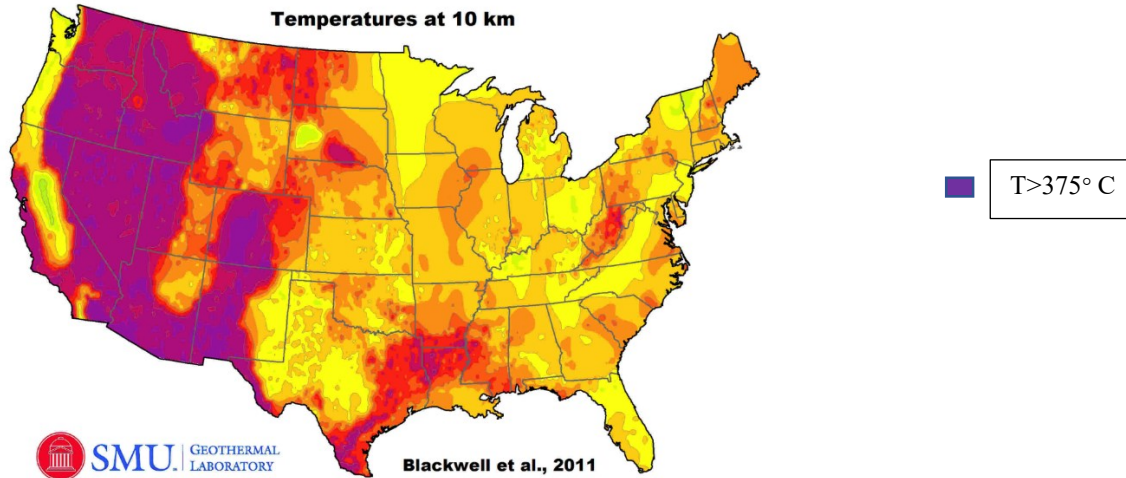 Temperatures at 10 km
T>375° C
SMU. GEOTHERMAL
LABORATORY
Blackwell et al., 2011